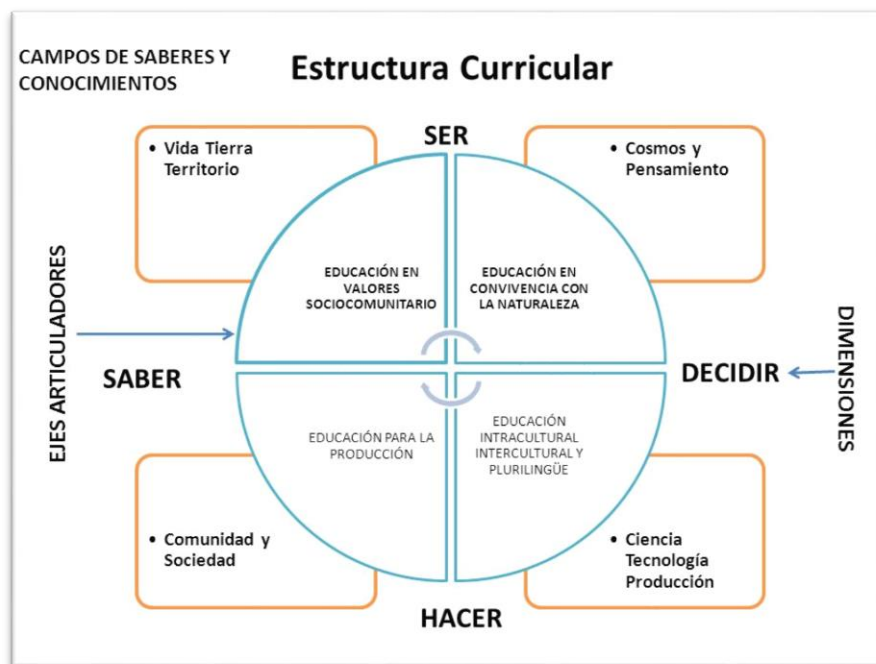 CAMPOS DE SABERES Y
CONOCIMIENTOS
Estructura Curricular
SER
• Vida Tierra
Territorio
• Cosmos y
Pensamiento
EDUCACIÓN EN
VALORES
SOCIOCOMUNITARIO
EDUCACIÓN EN
CONVIVENCIA CON
LA NATURALEZA
EJES ARTICULADORES
SABER
DECIDIR
DIMENSIONES
EDUCACIÓN PARA LA
PRODUCCIÓN
EDUCACIÓN
INTRACULTURAL
INTERCULTURAL Y
PLURILINGÜE
• Comunidad y
Sociedad
• Ciencia
Tecnología
Producción
HACER